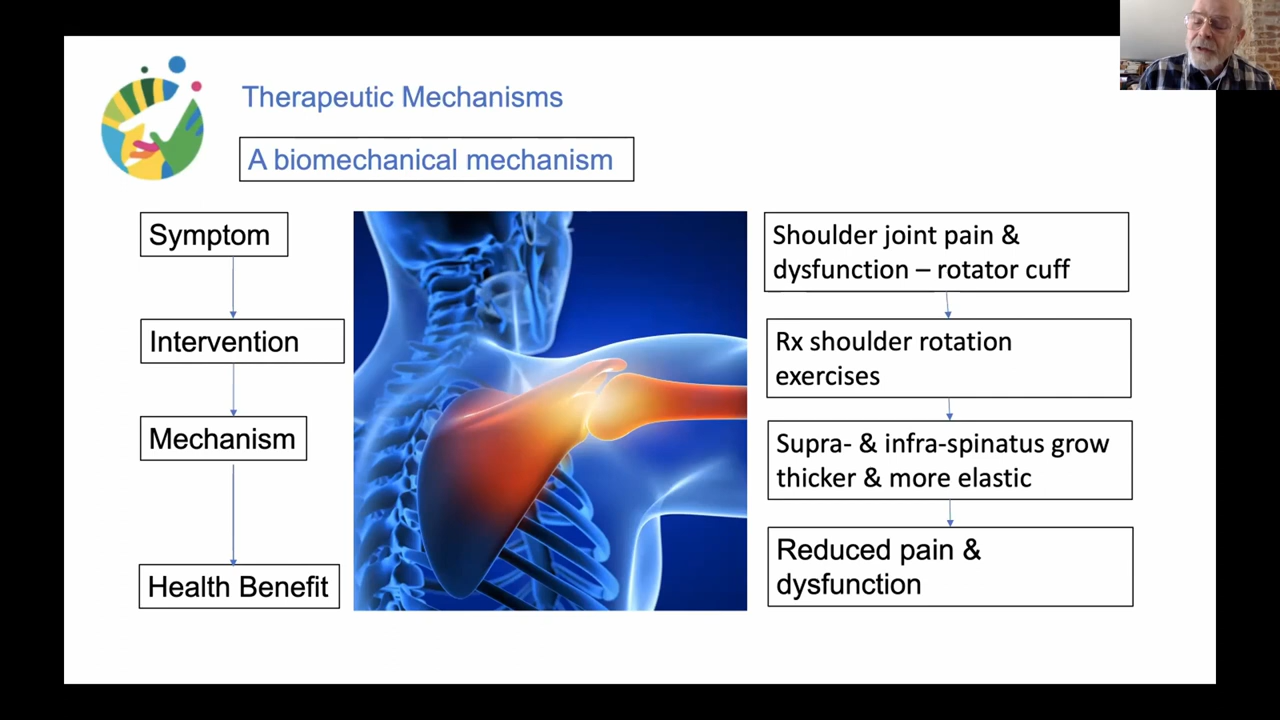 Therapeutic Mechanisms
A biomechanical mechanism
Symptom
Intervention
Mechanism
Health Benefit
Shoulder joint pain &
dysfunction – rotator cuff
Rx shoulder rotation
exercises
Supra- & infra-spinatus grow
thicker & more elastic
Reduced pain &
dysfunction